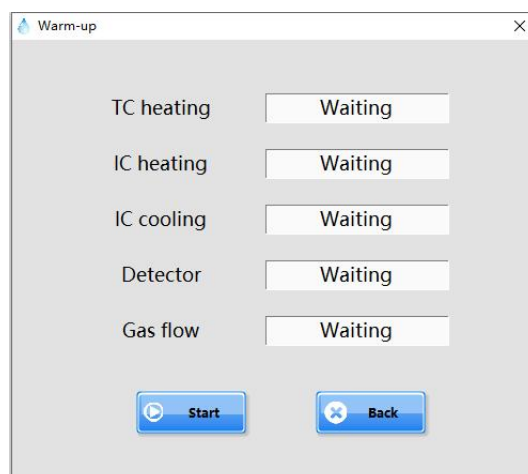 Warm-up
TC heating Waiting
IC heating Waiting
IC cooling Waiting
Detector Waiting
Gas flow Waiting
Start Back